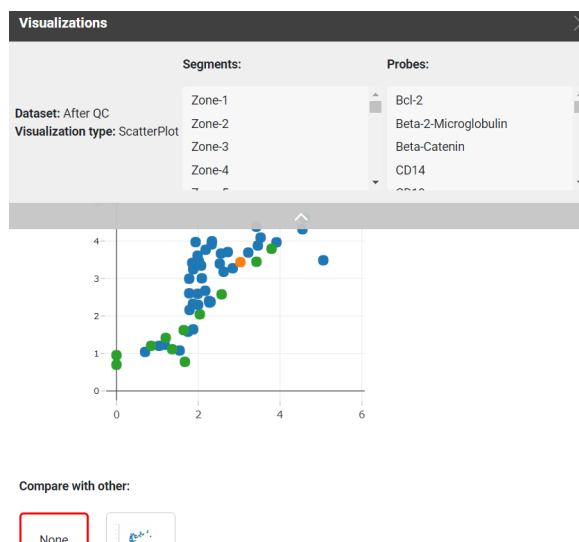 Visualizations
Segments:
Probes:
Dataset: After QC
Visualization type: ScatterPlot
Zone-1
Zone-2
Zone-3
Zone-4
Bcl-2
Beta-2-Microglobulin
Beta-Catenin
CD14
4
3
2
1
0
0 2 4 6
Compare with other:
None